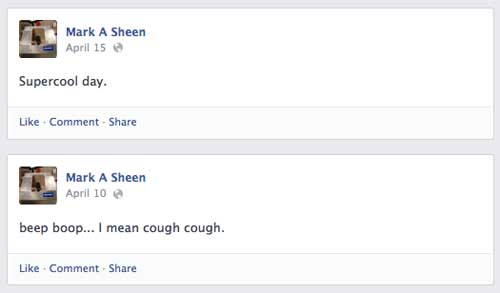 Mark A Sheen
April 15
Supercool day.
Like · Comment · Share
Mark A Sheen
April 10
beep boop... I mean cough cough.
Like · Comment · Share